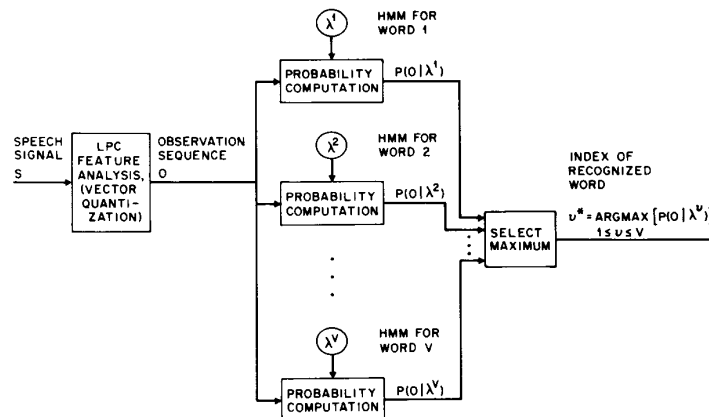 λ¹
HMM FOR
WORD 1
PROBABILITY
COMPUTATION
P(O|λ¹)
SPEECH
SIGNAL
S
LPC
FEATURE
ANALYSIS,
(VECTOR
QUANTI-
ZATION)
OBSERVATION
SEQUENCE
O
λ²
HMM FOR
WORD 2
PROBABILITY
COMPUTATION
P(O|λ²)
λⱽ
HMM FOR
WORD V
PROBABILITY
COMPUTATION
P(O|λⱽ)
SELECT
MAXIMUM
INDEX OF
RECOGNIZED
WORD
υ* = ARGMAX [P(O|λᵛ)
1 ≤ υ ≤ V